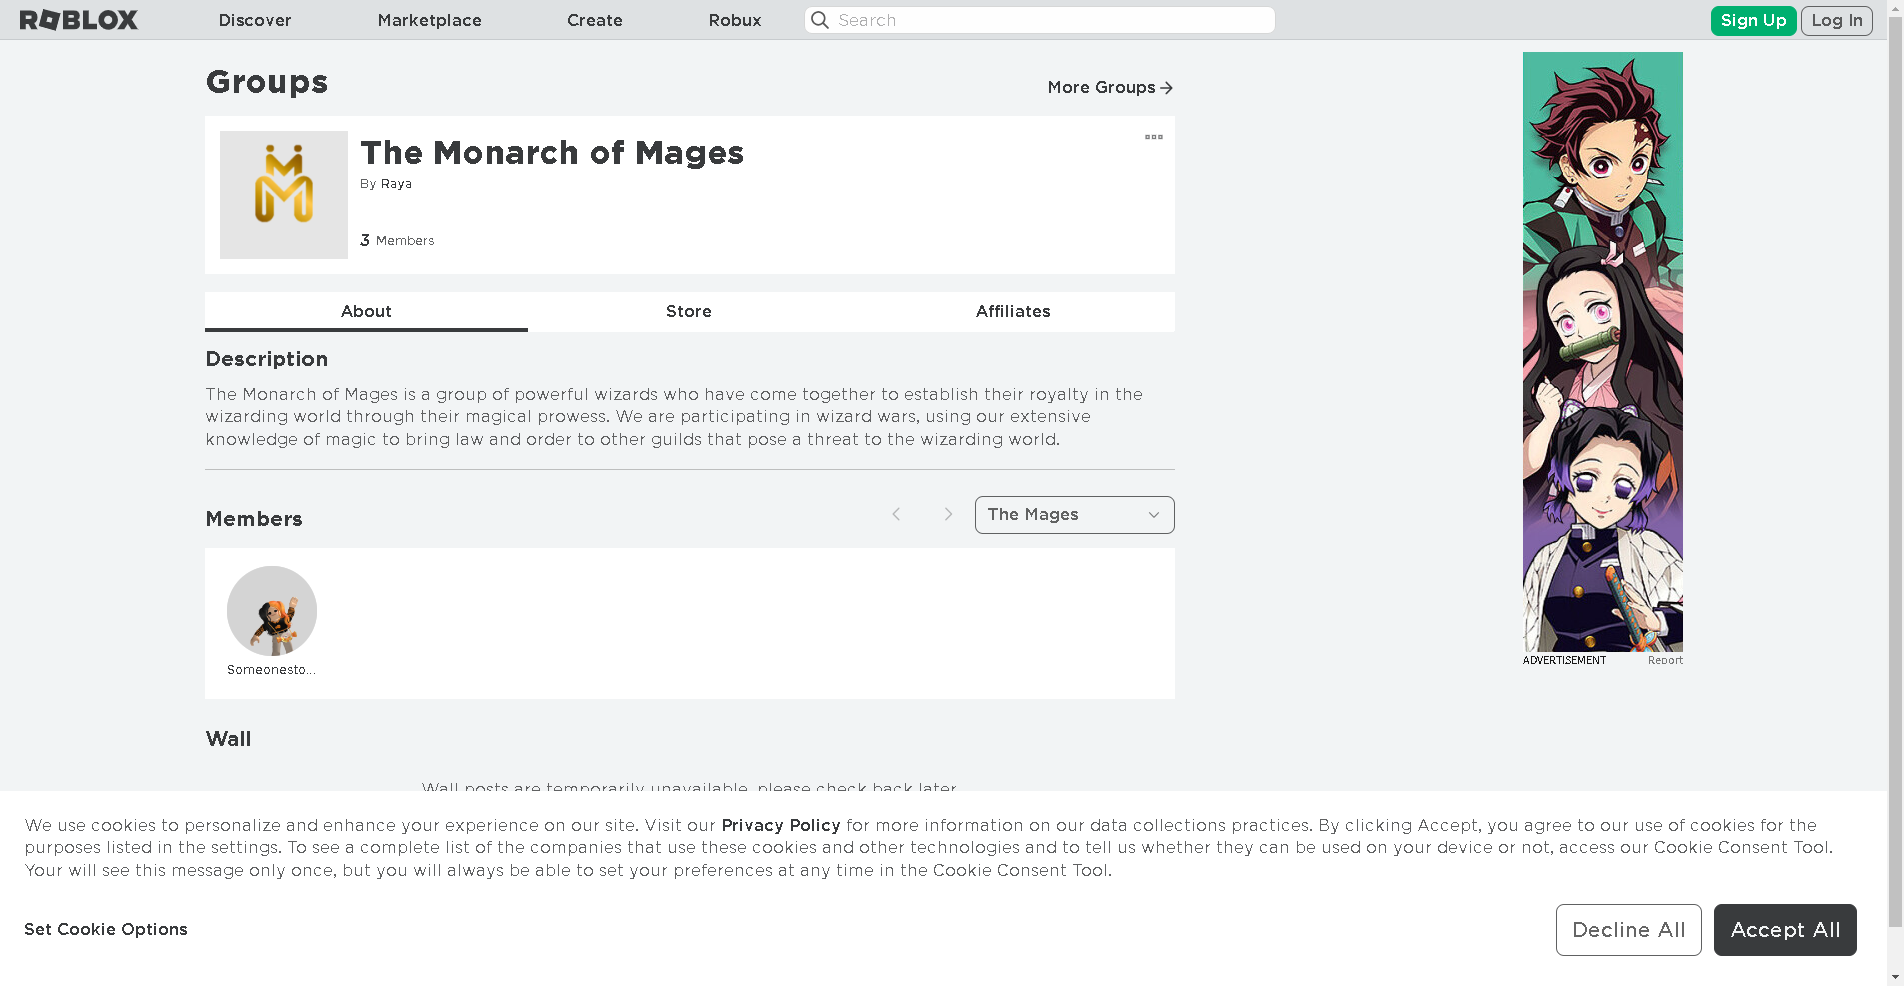 ROBLOX Discover Marketplace Create Robux Search Sign Up Log In
Groups
More Groups
The Monarch of Mages
By Raya
3 Members
About Store Affiliates
Description
The Monarch of Mages is a group of powerful wizards who have come together to establish their royalty in the
wizarding world through their magical prowess. We are participating in wizard wars, using our extensive
knowledge of magic to bring law and order to other guilds that pose a threat to the wizarding world.
Members
The Mages
Someonesto...
ADVERTISEMENT Report
Wall
Wall posts are temporarily unavailable, please check back later.
We use cookies to personalize and enhance your experience on our site. Visit our Privacy Policy for more information on our data collections practices. By clicking Accept, you agree to our use of cookies for the
purposes listed in the settings. To see a complete list of the companies that use these cookies and other technologies and to tell us whether they can be used on your device or not, access our Cookie Consent Tool.
Your will see this message only once, but you will always be able to set your preferences at any time in the Cookie Consent Tool.
Set Cookie Options
Decline All
Accept All